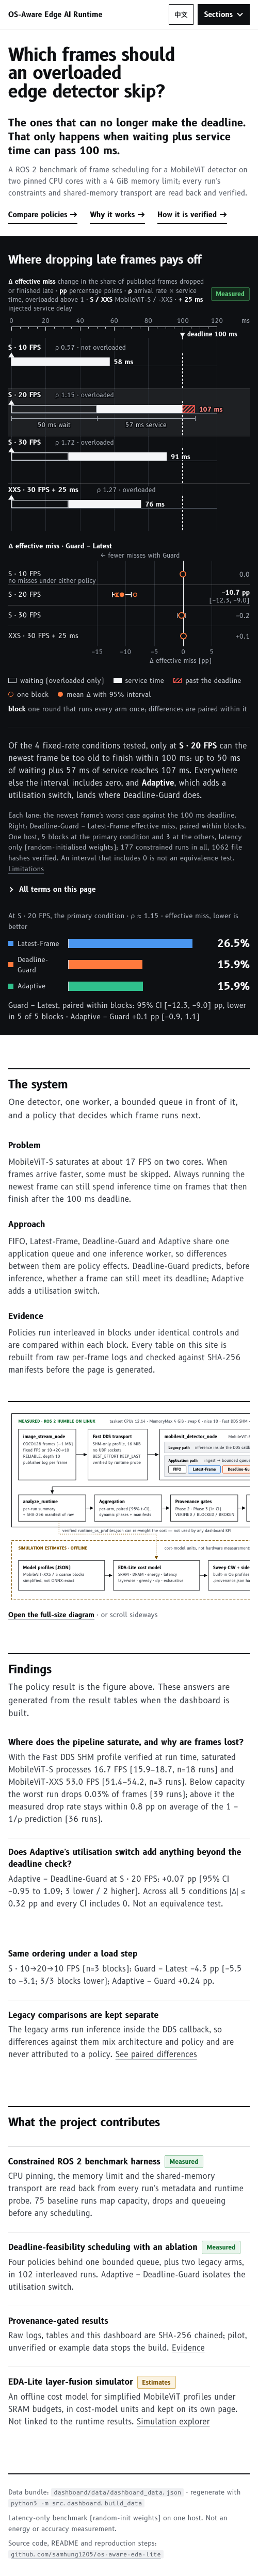 OS-Aware Edge AI Runtime
中文
Sections
Which frames should
an overloaded
edge detector skip?
The ones that can no longer make the deadline.
That only happens when waiting plus service
time can pass 100 ms.
A ROS 2 benchmark of frame scheduling for a MobileViT detector on
two pinned CPU cores with a 4 GiB memory limit; every run's
constraints and shared-memory transport are read back and verified.
Compare policies →
Why it works →
How it is verified →
Where dropping late frames pays off
Δ effective miss change in the share of published frames dropped
or finished late · pp percentage points · ρ arrival rate × service
time, overloaded above 1 · S / XXS MobileViT-S / -XXS · + 25 ms
injected service delay
Measured
0 20 40 60 80 100 120 ms
deadline 100 ms
S · 10 FPS ρ 0.57 · not overloaded
58 ms
S · 20 FPS ρ 1.15 · overloaded
107 ms
50 ms wait 57 ms service
S · 30 FPS ρ 1.72 · overloaded
91 ms
XXS · 30 FPS + 25 ms ρ 1.27 · overloaded
76 ms
Δ effective miss · Guard − Latest
← fewer misses with Guard
S · 10 FPS 0.0
no misses under either policy
S · 20 FPS −10.7 pp
[−12.3, −9.0]
S · 30 FPS −0.2
XXS · 30 FPS + 25 ms +0.1
−15 −10 −5 0 5
Δ effective miss [pp]
waiting [overloaded only] service time past the deadline
one block mean Δ with 95% interval
block one round that runs every arm once; differences are paired within it
Of the 4 fixed-rate conditions tested, only at S · 20 FPS can the
newest frame be too old to finish within 100 ms: up to 50 ms
of waiting plus 57 ms of service reaches 107 ms. Everywhere
else the interval includes zero, and Adaptive, which adds a
utilisation switch, lands where Deadline-Guard does.
Each lane: the newest frame's worst case against the 100 ms deadline.
Right: Deadline-Guard − Latest-Frame effective miss, paired within blocks.
One host, 5 blocks at the primary condition and 3 at the others, latency
only [random-initialised weights]; 177 constrained runs in all, 1062 file
hashes verified. An interval that includes 0 is not an equivalence test.
Limitations
All terms on this page
At S · 20 FPS, the primary condition · ρ ≈ 1.15 · effective miss, lower is
better
Latest-Frame 26.5%
Deadline-
Guard 15.9%
Adaptive 15.9%
Guard − Latest, paired within blocks: 95% CI [−12.3, −9.0] pp, lower
in 5 of 5 blocks · Adaptive − Guard +0.1 pp [−0.9, 1.1]
The system
One detector, one worker, a bounded queue in front of it,
and a policy that decides which frame runs next.
Problem
MobileViT-S saturates at about 17 FPS on two cores. When
frames arrive faster, some must be skipped. Always running the
newest frame can still spend inference time on frames that then
finish after the 100 ms deadline.
Approach
FIFO, Latest-Frame, Deadline-Guard and Adaptive share one
application queue and one inference worker, so differences
between them are policy effects. Deadline-Guard predicts, before
inference, whether a frame can still meet its deadline; Adaptive
adds a utilisation switch.
Evidence
Policies run interleaved in blocks under identical controls and
are compared within each block. Every table on this site is
rebuilt from raw per-frame logs and checked against SHA-256
manifests before the page is generated.
MEASURED · ROS 2 HUMBLE ON LINUX
image_stream_node
Fast DDS transport
mobilevit_detector_node
Legacy path
Application path
FIFO
Latest-Frame
analyze_runtime
Aggregation
Provenance gates
SIMULATION ESTIMATES · OFFLINE
Model profiles (JSON)
EDA-Lite cost model
Open the full-size diagram · or scroll sideways
Findings
The policy result is the figure above. These answers are
generated from the result tables when the dashboard is
built.
Where does the pipeline saturate, and why are frames lost?
With the Fast DDS SHM profile verified at run time, saturated
MobileViT-S processes 16.7 FPS [15.9–18.7, n=18 runs] and
MobileViT-XXS 53.0 FPS [51.4–54.2, n=3 runs]. Below capacity
the worst run drops 0.03% of frames [39 runs]; above it the
measured drop rate stays within 0.8 pp on average of the 1 −
1/ρ prediction [36 runs].
Does Adaptive's utilisation switch add anything beyond the
deadline check?
Adaptive − Deadline-Guard at S · 20 FPS: +0.07 pp [95% CI
−0.95 to 1.09; 3 lower / 2 higher]. Across all 5 conditions |Δ| ≤
0.32 pp and every CI includes 0. Not an equivalence test.
Same ordering under a load step
S · 10→20→10 FPS [n=3 blocks]: Guard − Latest −4.3 pp [−5.5
to −3.1; 3/3 blocks lower]; Adaptive − Guard +0.24 pp.
Legacy comparisons are kept separate
The legacy arms run inference inside the DDS callback, so
differences against them mix architecture and policy and are
never attributed to a policy. See paired differences
What the project contributes
Constrained ROS 2 benchmark harness Measured
CPU pinning, the memory limit and the shared-memory
transport are read back from every run's metadata and runtime
probe. 75 baseline runs map capacity, drops and queueing
before any scheduling.
Deadline-feasibility scheduling with an ablation Measured
Four policies behind one bounded queue, plus two legacy arms,
in 102 interleaved runs. Adaptive − Deadline-Guard isolates the
utilisation switch.
Provenance-gated results
Raw logs, tables and this dashboard are SHA-256 chained; pilot,
unverified or example data stops the build. Evidence
EDA-Lite layer-fusion simulator Estimates
An offline cost model for simplified MobileViT profiles under
SRAM budgets, in cost-model units and kept on its own page.
Not linked to the runtime results. Simulation explorer
Data bundle: dashboard/data/dashboard_data.json · regenerate with
python3 -m src.dashboard.build_data
Latency-only benchmark [random-init weights] on one host. Not an
energy or accuracy measurement.
Source code, README and reproduction steps:
github.com/samhung1205/os-aware-eda-lite